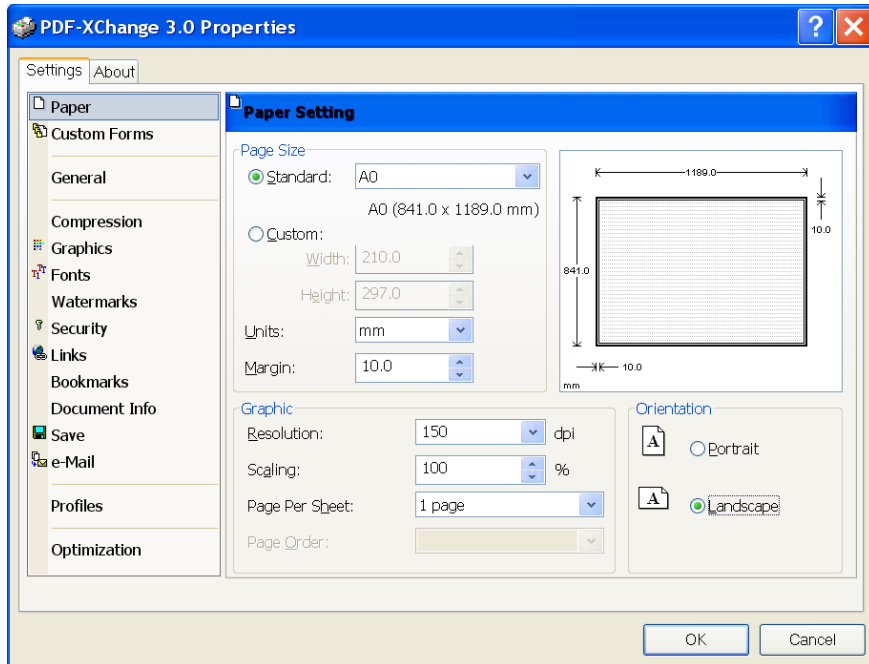 PDF-XChange 3.0 Properties
Settings
About
Paper
Custom Forms
General
Compression
Graphics
Fonts
Watermarks
Security
Links
Bookmarks
Document Info
Save
e-Mail
Profiles
Optimization
Paper Setting
Page Size
Standard: A0
A0 (841.0 x 1189.0 mm)
Custom:
Width: 210.0
Height: 297.0
Units: mm
Margin: 10.0
1189.0
10.0
841.0
10.0
mm
Graphic
Resolution: 150 dpi
Scaling: 100 %
Page Per Sheet: 1 page
Page Order:
Orientation
A Portrait
A Landscape
OK Cancel